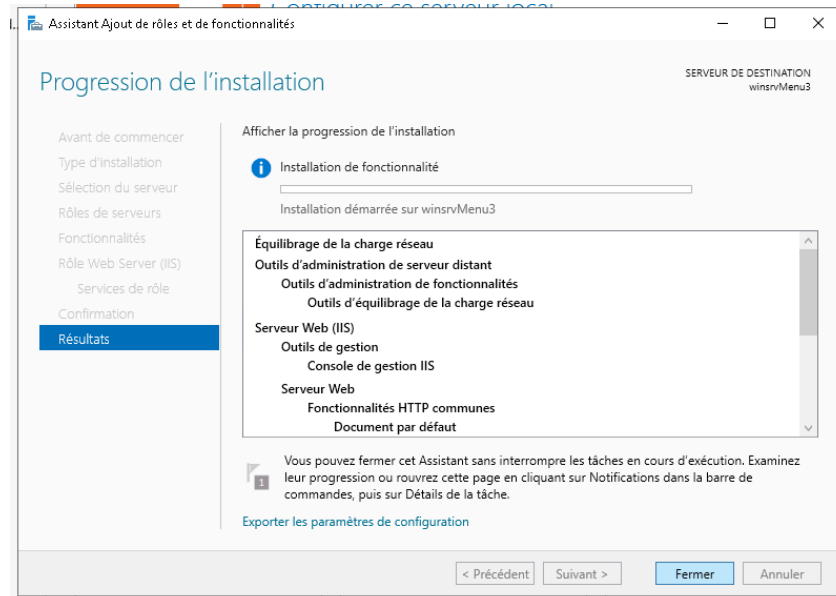 Configurer ce serveur local
Assistant Ajout de rôles et de fonctionnalités
Progression de l'installation
SERVEUR DE DESTINATION
winsrvMenu3
Avant de commencer
Type d'installation
Sélection du serveur
Rôles de serveurs
Fonctionnalités
Rôle Web Server (IIS)
Services de rôle
Confirmation
Résultats
Afficher la progression de l'installation
Installation de fonctionnalité
Installation démarrée sur winsrvMenu3
Équilibrage de la charge réseau
Outils d'administration de serveur distant
Outils d'administration de fonctionnalités
Outils d'équilibrage de la charge réseau
Serveur Web (IIS)
Outils de gestion
Console de gestion IIS
Serveur Web
Fonctionnalités HTTP communes
Document par défaut
1
Vous pouvez fermer cet Assistant sans interrompre les tâches en cours d'exécution. Examinez
leur progression ou rouvrez cette page en cliquant sur Notifications dans la barre de
commandes, puis sur Détails de la tâche.
Exporter les paramètres de configuration
< Précédent
Suivant >
Fermer
Annuler